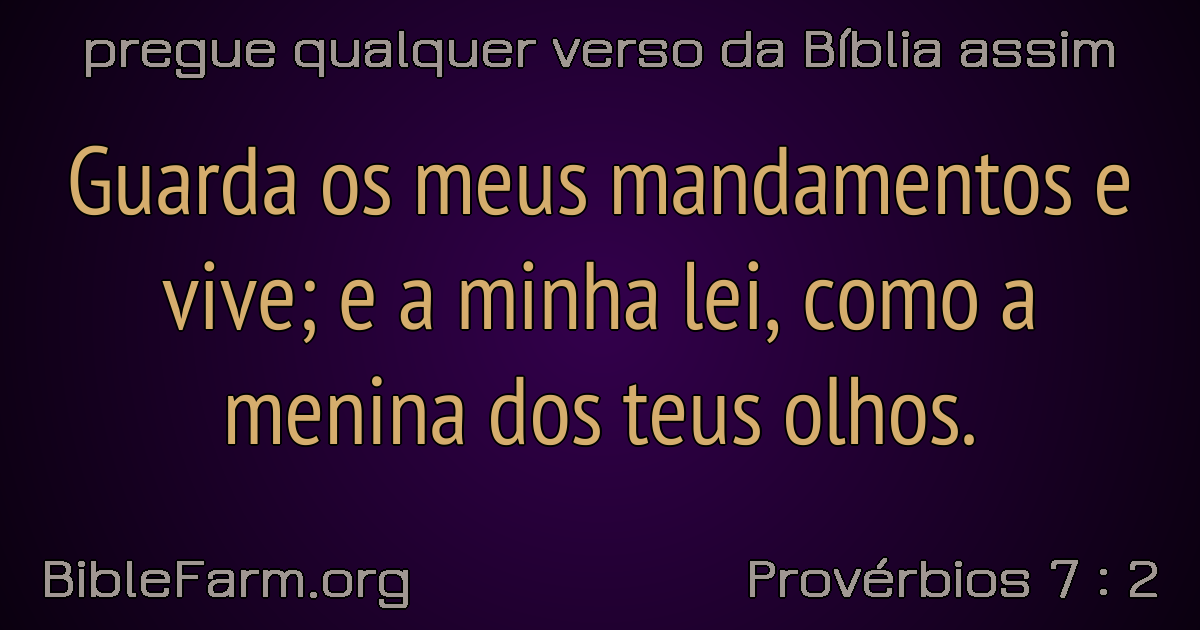 pregue qualquer verso da Bíblia assim
Guarda os meus mandamentos e
vive; e a minha lei, como a
menina dos teus olhos.
BibleFarm.org
Provérbios 7 : 2